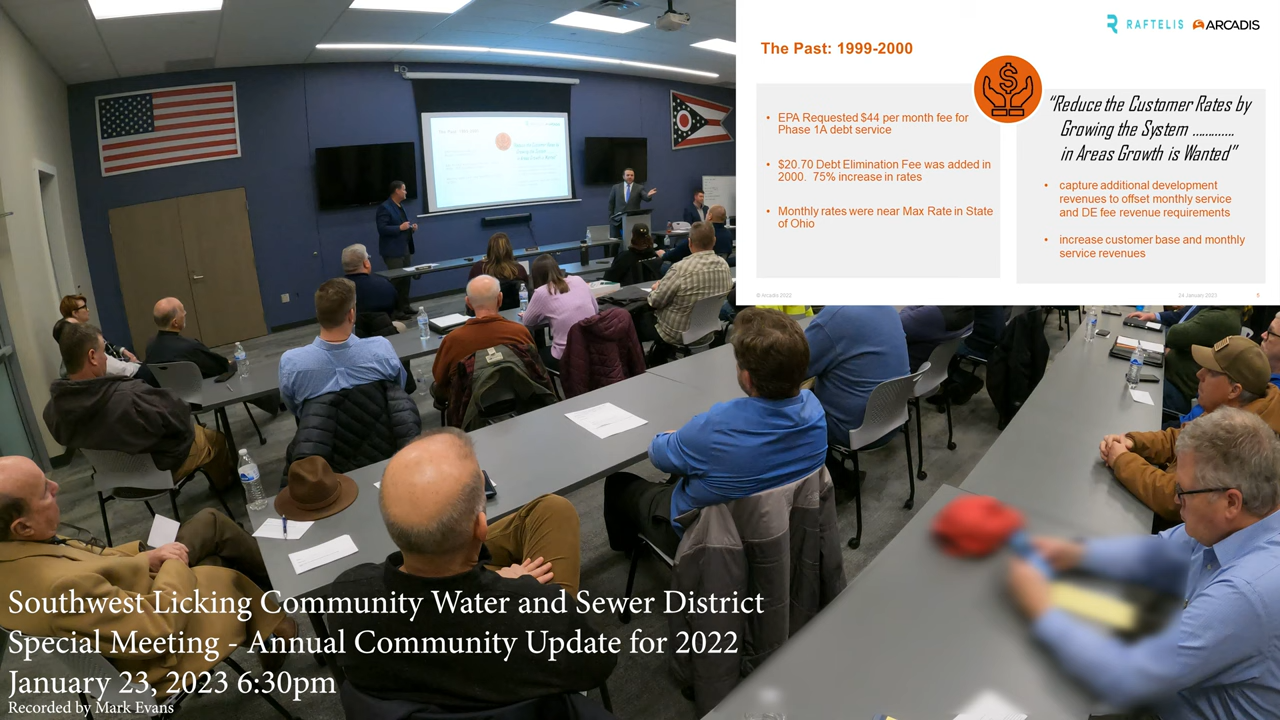 RAFTELIS ARCADIS
The Past: 1999-2000
• EPA Requested $44 per month fee for
Phase 1A debt service
• $20.70 Debt Elimination Fee was added in
2000. 75% increase in rates
• Monthly rates were near Max Rate in State
of Ohio
$
“Reduce the Customer Rates by
Growing the System ............
in Areas Growth is Wanted”
• capture additional development
revenues to offset monthly service
and DE fee revenue requirements
• increase customer base and monthly
service revenues
© Arcadis 2022 24 January 2023
Southwest Licking Community Water and Sewer District
Special Meeting - Annual Community Update for 2022
January 23, 2023 6:30pm
Recorded by Mark Evans